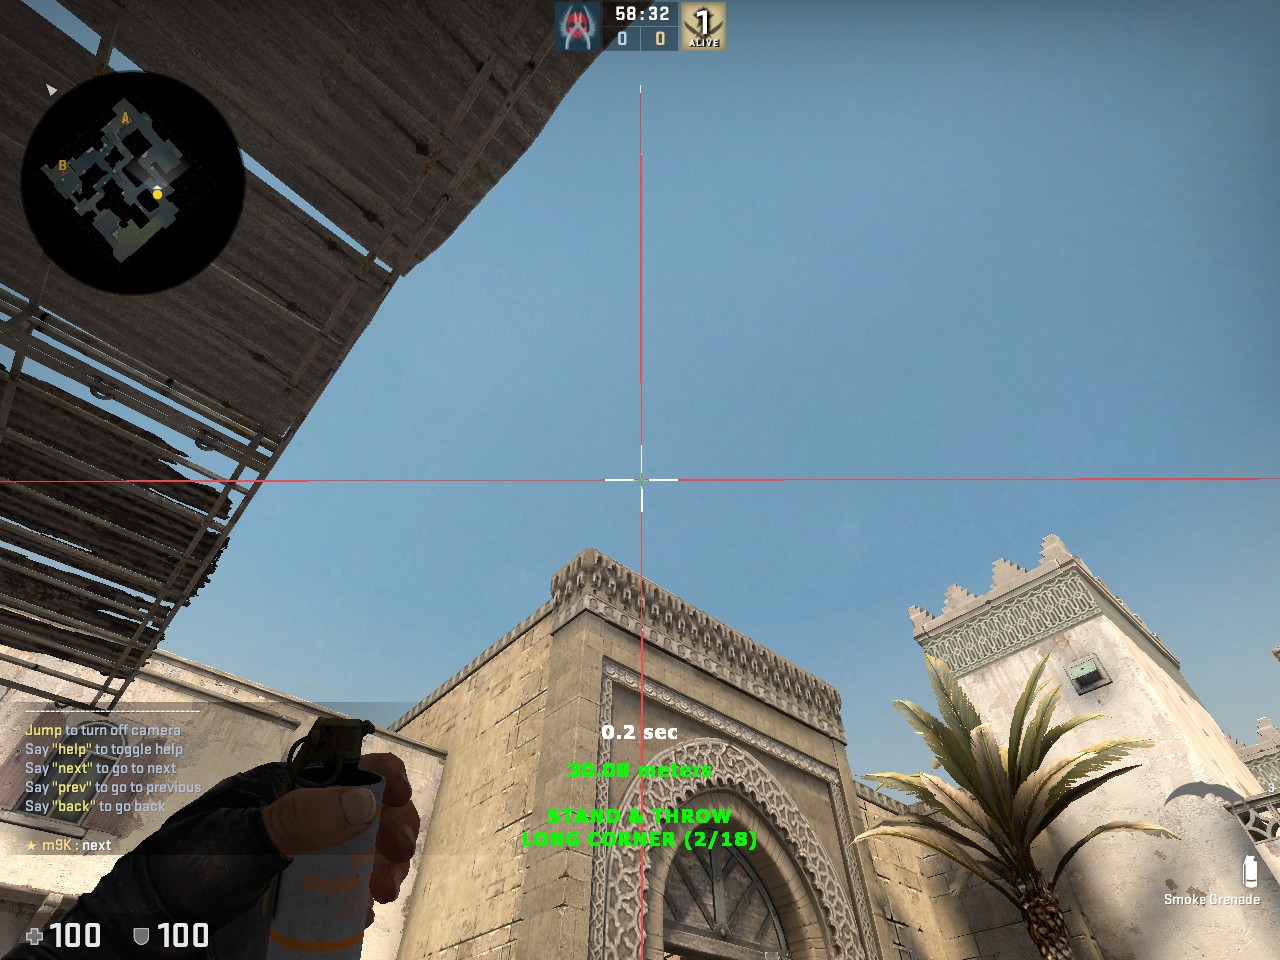 58:32
0 0
1
ALIVE
A
B
0.2 sec
30.08 meters
STAND & THROW
LONG CORNER (2/18)
Jump to turn off camera
Say "help" to toggle help
Say "next" to go to next
Say "prev" to go to previous
Say "back" to go back
★ m9K : next
SMOKE
3
Smoke Grenade
100 100